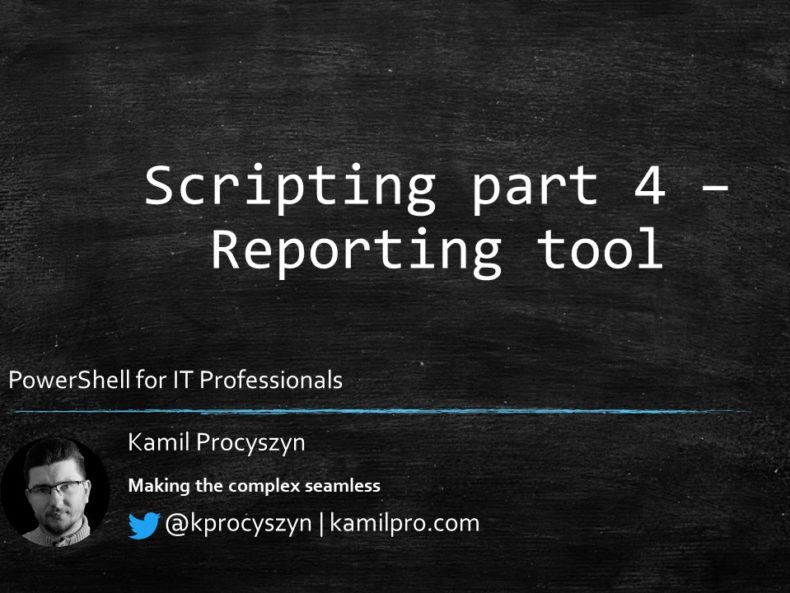 Scripting part 4 –
Reporting tool
PowerShell for IT Professionals
Kamil Procyszyn
Making the complex seamless
@kprocyszyn | kamilpro.com